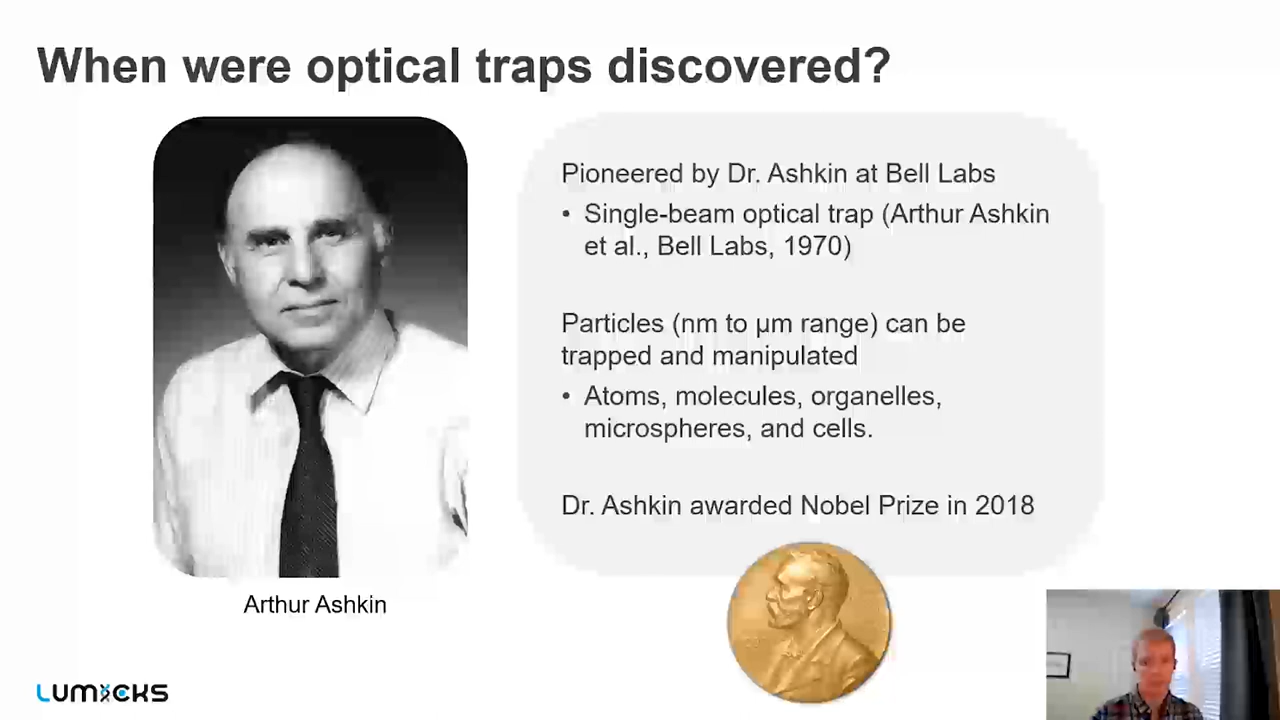 When were optical traps discovered?
Pioneered by Dr. Ashkin at Bell Labs
• Single-beam optical trap (Arthur Ashkin
et al., Bell Labs, 1970)
Particles (nm to µm range) can be
trapped and manipulated
• Atoms, molecules, organelles,
microspheres, and cells.
Dr. Ashkin awarded Nobel Prize in 2018
Arthur Ashkin
LUMICKS